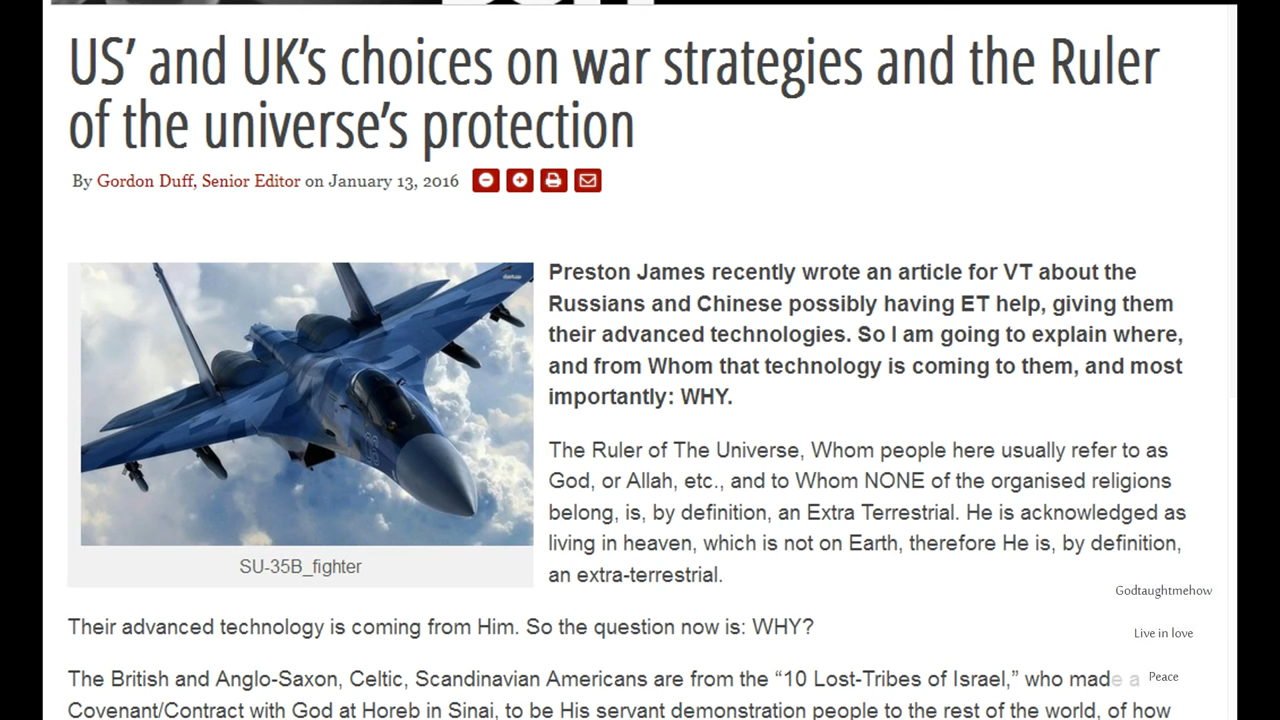 US’ and UK’s choices on war strategies and the Ruler
of the universe’s protection
By Gordon Duff, Senior Editor on January 13, 2016
Preston James recently wrote an article for VT about the
Russians and Chinese possibly having ET help, giving them
their advanced technologies. So I am going to explain where,
and from Whom that technology is coming to them, and most
importantly: WHY.
The Ruler of The Universe, Whom people here usually refer to as
God, or Allah, etc., and to Whom NONE of the organised religions
belong, is, by definition, an Extra Terrestrial. He is acknowledged as
living in heaven, which is not on Earth, therefore He is, by definition,
an extra-terrestrial.
SU-35B_fighter
Godtaughtmehow
Their advanced technology is coming from Him. So the question now is: WHY?
Live in love
The British and Anglo-Saxon, Celtic, Scandinavian Americans are from the “10 Lost-Tribes of Israel,” who made a
Peace
Covenant/Contract with God at Horeb in Sinai, to be His servant demonstration people to the rest of the world, of how